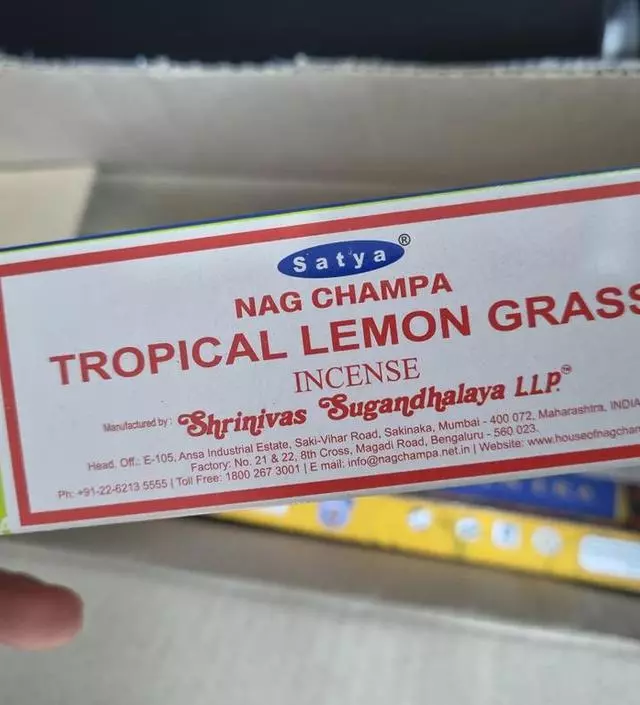 Satya®
NAG CHAMPA
TROPICAL LEMON GRASS
INCENSE
Manufactured by: Shrinivas Sugandhalaya L.L.P.™
Head. Off.: E-105, Ansa Industrial Estate, Saki-Vihar Road, Sakinaka, Mumbai - 400 072, Maharashtra, INDIA
Factory: No. 21 & 22, 8th Cross, Magadi Road, Bengaluru - 560 023.
Ph: +91-22-6213 5555 | Toll Free: 1800 267 3001 | E mail: info@nagchampa.net.in | Website: www.houseofnagcham